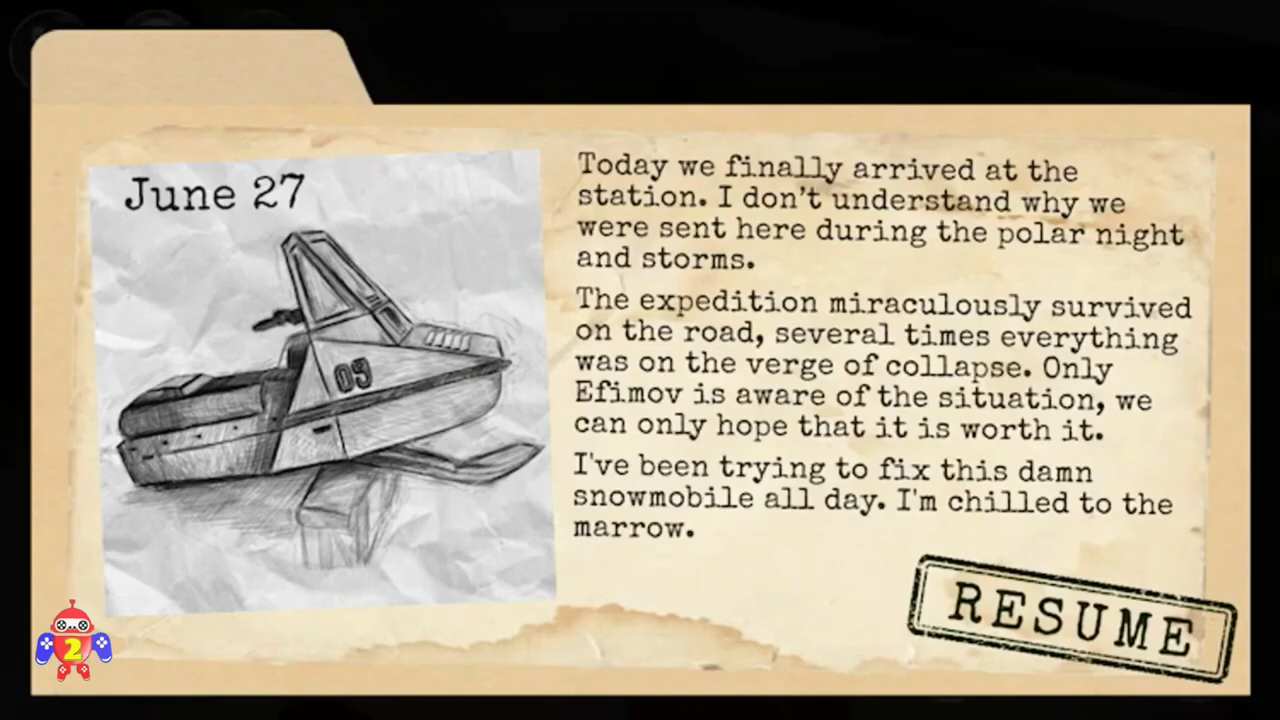 June 27
09
Today we finally arrived at the
station. I don't understand why we
were sent here during the polar night
and storms.
The expedition miraculously survived
on the road, several times everything
was on the verge of collapse. Only
Efimov is aware of the situation, we
can only hope that it is worth it.
I've been trying to fix this damn
snowmobile all day. I'm chilled to the
marrow.
RESUME
2